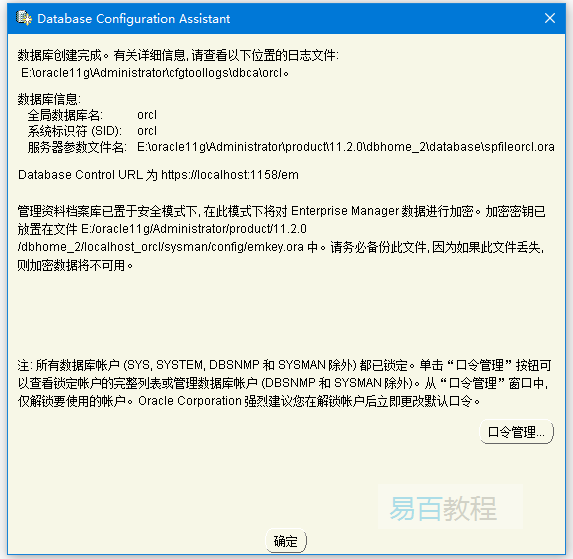 Database Configuration Assistant
数据库创建完成。有关详细信息, 请查看以下位置的日志文件:
E:\oracle11g\Administrator\cfgtoollogs\dbca\orcl。
数据库信息:
全局数据库名: orcl
系统标识符 (SID): orcl
服务器参数文件名: E:\oracle11g\Administrator\product\11.2.0\dbhome_2\database\spfileorcl.ora
Database Control URL 为 https://localhost:1158/em
管理资料档案库已置于安全模式下, 在此模式下将对 Enterprise Manager 数据进行加密。加密密钥已
放置在文件 E:/oracle11g/Administrator/product/11.2.0
/dbhome_2/localhost_orcl/sysman/config/emkey.ora 中。请务必备份此文件, 因为如果此文件丢失,
则加密数据将不可用。
注: 所有数据库帐户 (SYS, SYSTEM, DBSNMP 和 SYSMAN 除外) 都已锁定。单击“口令管理”按钮可
以查看锁定帐户的完整列表或管理数据库帐户 (DBSNMP 和 SYSMAN 除外)。从“口令管理”窗口中,
仅解锁要使用的帐户。Oracle Corporation 强烈建议您在解锁帐户后立即更改默认口令。
口令管理...
易百教程
确定